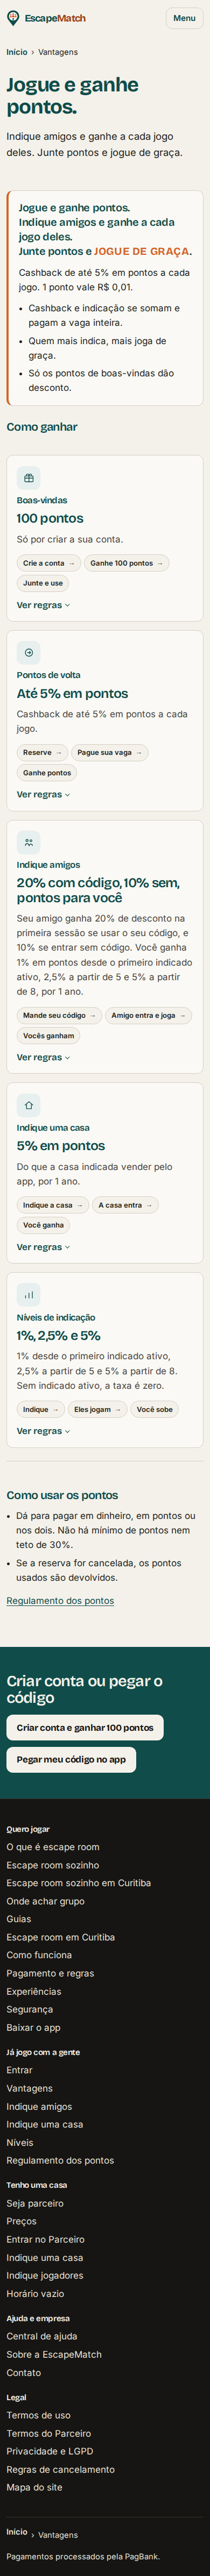 EscapeMatch
Menu
Início › Vantagens
Jogue e ganhe
pontos.
Indique amigos e ganhe a cada jogo
deles. Junte pontos e jogue de graça.
Jogue e ganhe pontos.
Indique amigos e ganhe a cada
jogo deles.
Junte pontos e JOGUE DE GRAÇA.
Cashback de até 5% em pontos a cada
jogo. 1 ponto vale R$ 0,01.
• Cashback e indicação se somam e
pagam a vaga inteira.
• Quem mais indica, mais joga de
graça.
• Só os pontos de boas-vindas dão
desconto.
Como ganhar
Boas-vindas
100 pontos
Só por criar a sua conta.
Crie a conta →
Ganhe 100 pontos →
Junte e use
Ver regras
Pontos de volta
Até 5% em pontos
Cashback de até 5% em pontos a cada
jogo.
Reserve →
Pague sua vaga →
Ganhe pontos
Ver regras
Indique amigos
20% com código, 10% sem,
pontos para você
Seu amigo ganha 20% de desconto na
primeira sessão se usar o seu código, e
10% se entrar sem código. Você ganha
1% em pontos desde o primeiro indicado
ativo, 2,5% a partir de 5 e 5% a partir
de 8, por 1 ano.
Mande seu código →
Amigo entra e joga →
Vocês ganham
Ver regras
Indique uma casa
5% em pontos
Do que a casa indicada vender pelo
app, por 1 ano.
Indique a casa →
A casa entra →
Você ganha
Ver regras
Níveis de indicação
1%, 2,5% e 5%
1% desde o primeiro indicado ativo,
2,5% a partir de 5 e 5% a partir de 8.
Sem indicado ativo, a taxa é zero.
Indique →
Eles jogam →
Você sobe
Ver regras
Como usar os pontos
• Dá para pagar em dinheiro, em pontos ou
nos dois. Não há mínimo de pontos nem
teto de 30%.
• Se a reserva for cancelada, os pontos
usados são devolvidos.
Regulamento dos pontos
Criar conta ou pegar o
código
Criar conta e ganhar 100 pontos
Pegar meu código no app
Quero jogar
O que é escape room
Escape room sozinho
Escape room sozinho em Curitiba
Onde achar grupo
Guias
Escape room em Curitiba
Como funciona
Pagamento e regras
Experiências
Segurança
Baixar o app
Já jogo com a gente
Entrar
Vantagens
Indique amigos
Indique uma casa
Níveis
Regulamento dos pontos
Tenho uma casa
Seja parceiro
Preços
Entrar no Parceiro
Indique uma casa
Indique jogadores
Horário vazio
Ajuda e empresa
Central de ajuda
Sobre a EscapeMatch
Contato
Legal
Termos de uso
Termos do Parceiro
Privacidade e LGPD
Regras de cancelamento
Mapa do site
Início › Vantagens
Pagamentos processados pela PagBank.